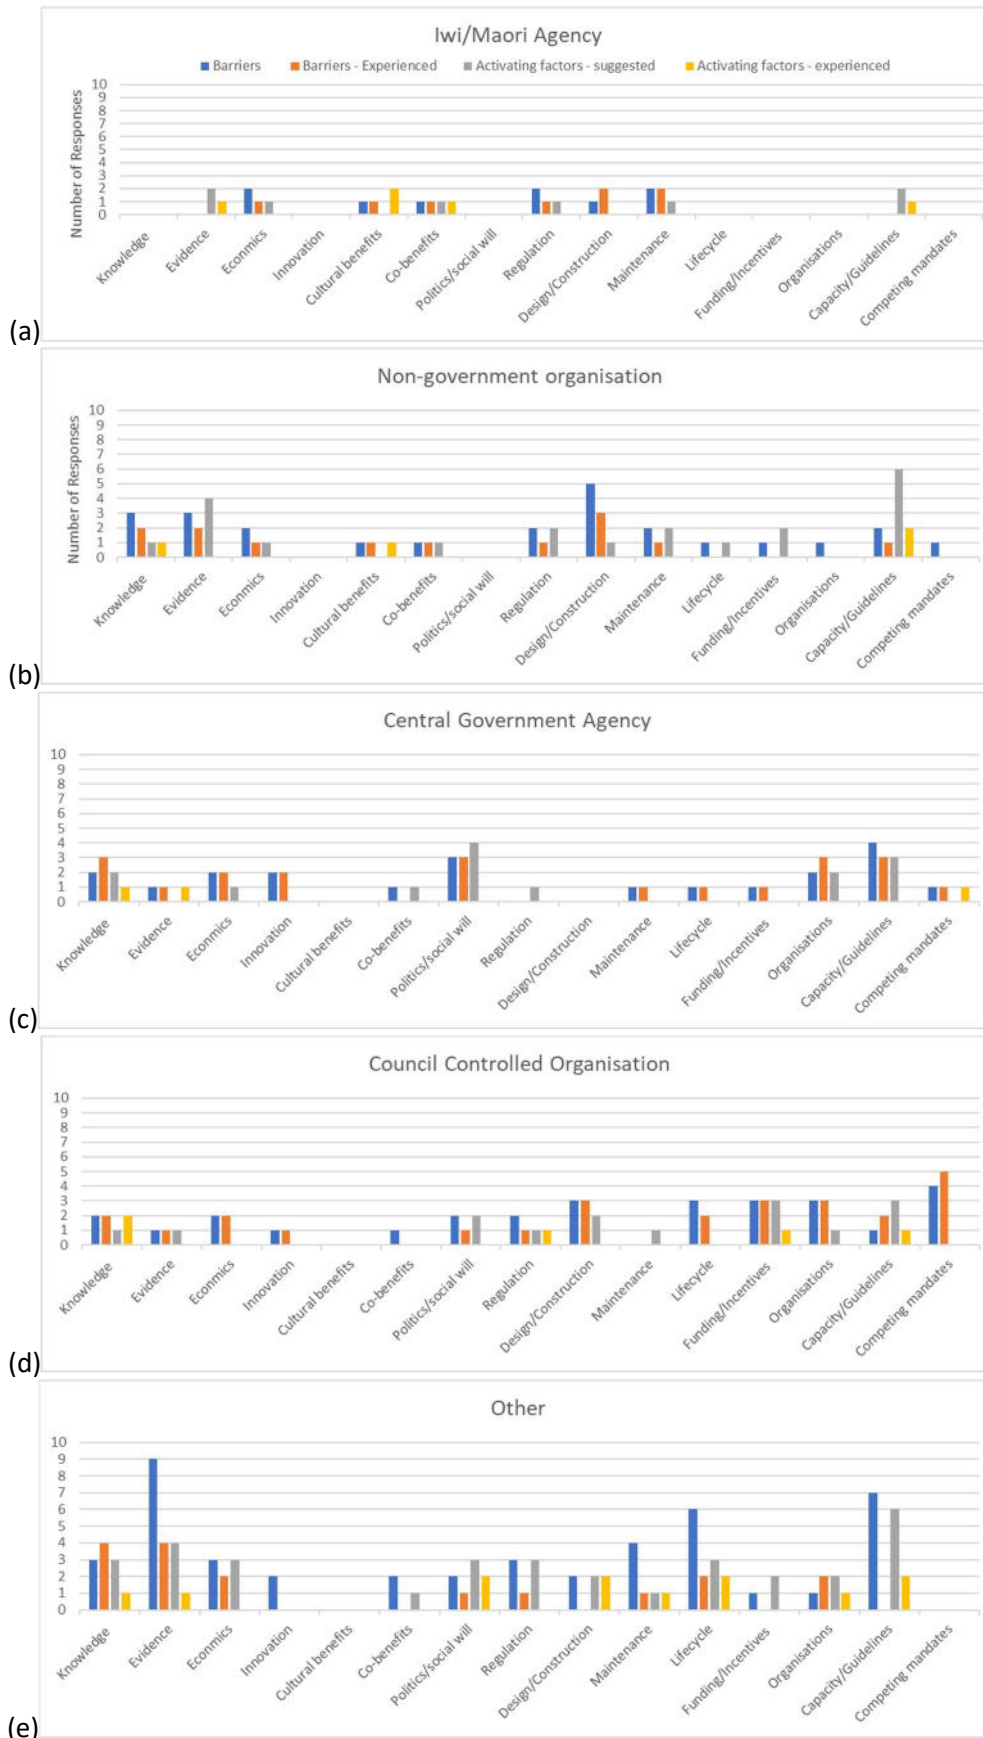 Iwi/Maori Agency
Barriers Barriers - Experienced Activating factors - suggested Activating factors - experienced
Number of Responses
10
9
8
7
6
5
4
3
2
1
0
Knowledge
Evidence
Econmics
Innovation
Cultural benefits
Co-benefits
Politics/social will
Regulation
Design/Construction
Maintenance
Lifecycle
Funding/Incentives
Organisations
Capacity/Guidelines
Competing mandates
(a)
Non-government organisation
Number of Responses
10
9
8
7
6
5
4
3
2
1
0
Knowledge
Evidence
Econmics
Innovation
Cultural benefits
Co-benefits
Politics/social will
Regulation
Design/Construction
Maintenance
Lifecycle
Funding/Incentives
Organisations
Capacity/Guidelines
Competing mandates
(b)
Central Government Agency
10
9
8
7
6
5
4
3
2
1
0
Knowledge
Evidence
Econmics
Innovation
Cultural benefits
Co-benefits
Politics/social will
Regulation
Design/Construction
Maintenance
Lifecycle
Funding/Incentives
Organisations
Capacity/Guidelines
Competing mandates
(c)
Council Controlled Organisation
10
9
8
7
6
5
4
3
2
1
0
Knowledge
Evidence
Econmics
Innovation
Cultural benefits
Co-benefits
Politics/social will
Regulation
Design/Construction
Maintenance
Lifecycle
Funding/Incentives
Organisations
Capacity/Guidelines
Competing mandates
(d)
Other
10
9
8
7
6
5
4
3
2
1
0
Knowledge
Evidence
Econmics
Innovation
Cultural benefits
Co-benefits
Politics/social will
Regulation
Design/Construction
Maintenance
Lifecycle
Funding/Incentives
Organisations
Capacity/Guidelines
Competing mandates
(e)